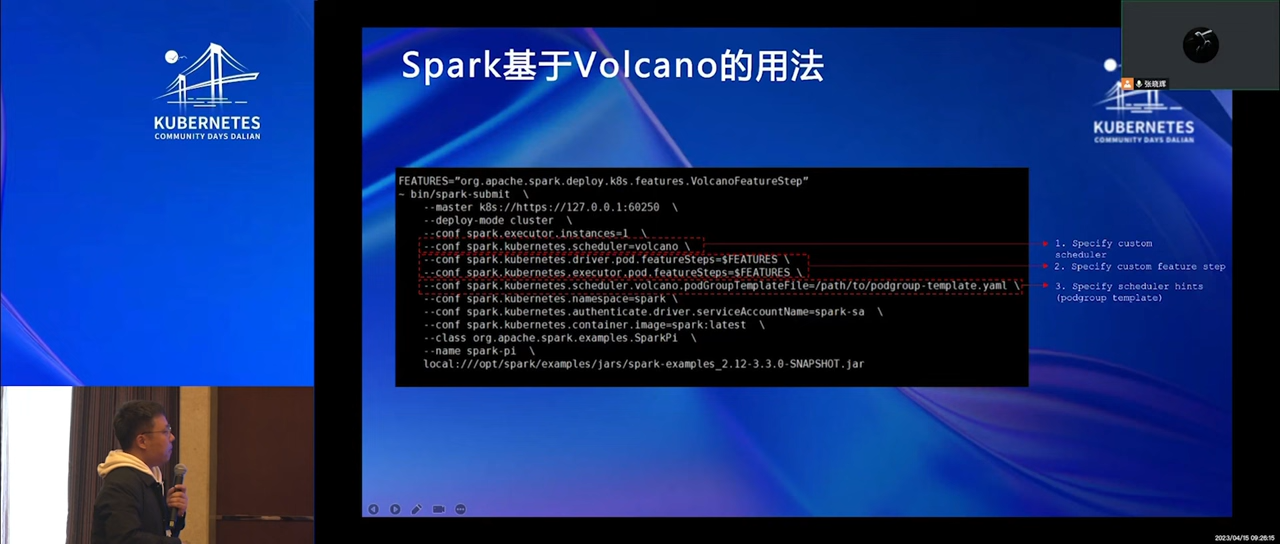 KUBERNETES
COMMUNITY DAYS DALIAN
Spark基于Volcano的用法
张晓辉
KUBERNETES
COMMUNITY DAYS DALIAN
FEATURES="org.apache.spark.deploy.k8s.features.VolcanoFeatureStep"
~ bin/spark-submit \
--master k8s://https://127.0.0.1:60250 \
--deploy-mode cluster \
--conf spark.executor.instances=1 \
--conf spark.kubernetes.scheduler=volcano \
--conf spark.kubernetes.driver.pod.featureSteps=$FEATURES \
--conf spark.kubernetes.executor.pod.featureSteps=$FEATURES \
--conf spark.kubernetes.scheduler.volcano.podGroupTemplateFile=/path/to/podgroup-template.yaml \
--conf spark.kubernetes.namespace=spark \
--conf spark.kubernetes.authenticate.driver.serviceAccountName=spark-sa \
--conf spark.kubernetes.container.image=spark:latest \
--class org.apache.spark.examples.SparkPi \
--name spark-pi \
local:///opt/spark/examples/jars/spark-examples_2.12-3.3.0-SNAPSHOT.jar
1. Specify custom
scheduler
2. Specify custom feature step
3. Specify scheduler hints
(podgroup template)
2023/04/15 09:26:15